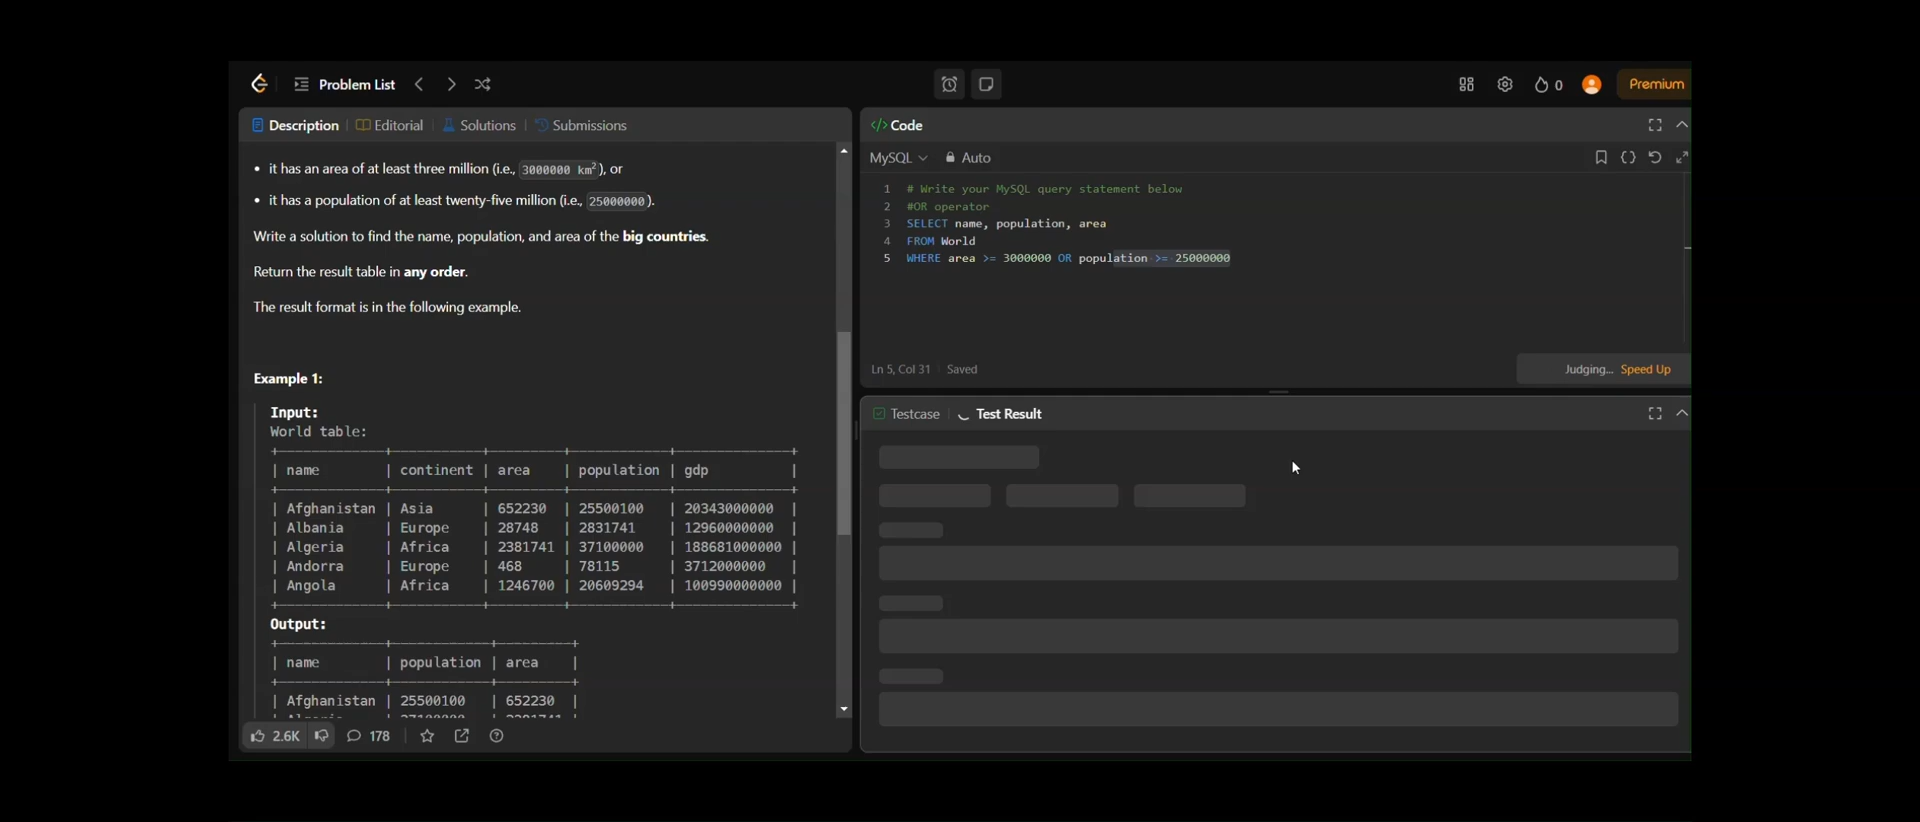 Problem List
0
Premium
Description
Editorial
Solutions
Submissions
• it has an area of at least three million (i.e., 3000000 km²), or
• it has a population of at least twenty-five million (i.e., 25000000).
Write a solution to find the name, population, and area of the big countries.
Return the result table in any order.
The result format is in the following example.
Example 1:
Input:
World table:
| name | continent | area | population | gdp |
| Afghanistan | Asia | 652230 | 25500100 | 20343000000 |
| Albania | Europe | 28748 | 2831741 | 12960000000 |
| Algeria | Africa | 2381741 | 37100000 | 188681000000 |
| Andorra | Europe | 468 | 78115 | 3712000000 |
| Angola | Africa | 1246700 | 20609294 | 100990000000 |
Output:
| name | population | area |
| Afghanistan | 25500100 | 652230 |
2.6K
178
</> Code
MySQL
Auto
1 # Write your MySQL query statement below
2 #OR operator
3 SELECT name, population, area
4 FROM World
5 WHERE area >= 3000000 OR population >= 25000000
Ln 5, Col 31
Saved
Judging...
Speed Up
Testcase
Test Result